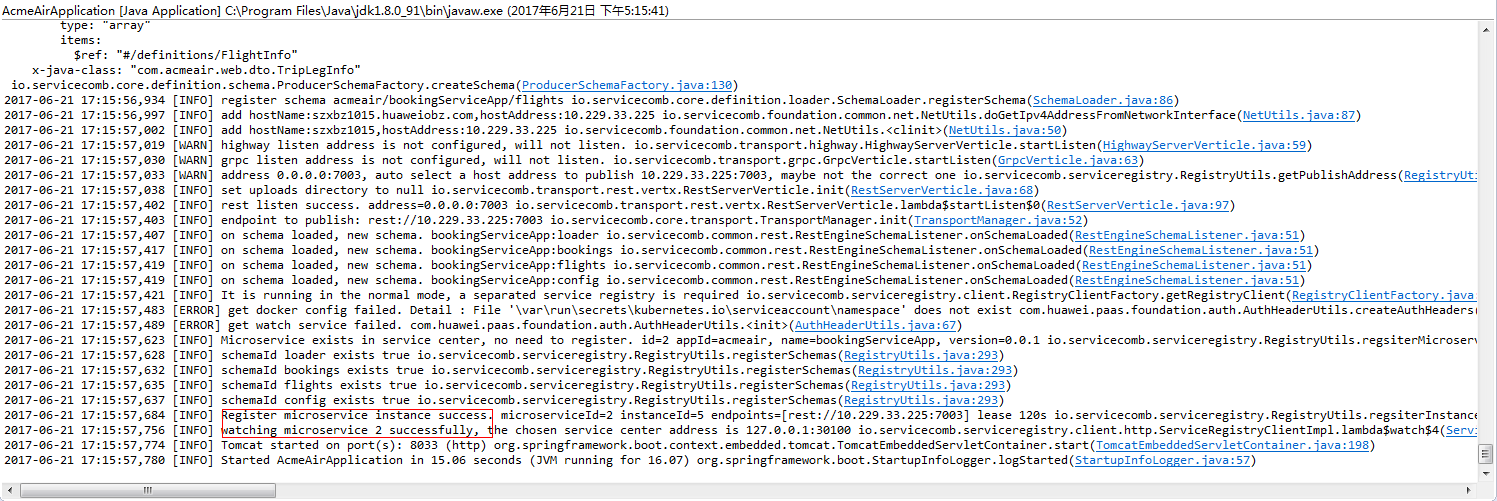 AcmeAirApplication [Java Application] C:\Program Files\Java\jdk1.8.0_91\bin\javaw.exe (2017年6月21日 下午5:15:41)
type: "array"
items:
$ref: "#/definitions/FlightInfo"
x-java-class: "com.acmeair.web.dto.TripLegInfo"
io.servicecomb.core.definition.schema.ProducerSchemaFactory.createSchema(ProducerSchemaFactory.java:130)
2017-06-21 17:15:56,934 [INFO] register schema acmeair/bookingServiceApp/flights io.servicecomb.core.definition.loader.SchemaLoader.registerSchema(SchemaLoader.java:86)
2017-06-21 17:15:56,997 [INFO] add hostName:szxbz1015.huaweiobz.com,hostAddress:10.229.33.225 io.servicecomb.foundation.common.net.NetUtils.doGetIpv4AddressFromNetworkInterface(NetUtils.java:87)
2017-06-21 17:15:57,002 [INFO] add hostName:szxbz1015,hostAddress:10.229.33.225 io.servicecomb.foundation.common.net.NetUtils.<clinit>(NetUtils.java:50)
2017-06-21 17:15:57,019 [WARN] highway listen address is not configured, will not listen. io.servicecomb.transport.highway.HighwayServerVerticle.startListen(HighwayServerVerticle.java:59)
2017-06-21 17:15:57,030 [WARN] grpc listen address is not configured, will not listen. io.servicecomb.transport.grpc.GrpcVerticle.startListen(GrpcVerticle.java:63)
2017-06-21 17:15:57,033 [WARN] address 0.0.0.0:7003, auto select a host address to publish 10.229.33.225:7003, maybe not the correct one io.servicecomb.serviceregistry.RegistryUtils.getPublishAddress(RegistryUti
2017-06-21 17:15:57,038 [INFO] set uploads directory to null io.servicecomb.transport.rest.vertx.RestServerVerticle.init(RestServerVerticle.java:68)
2017-06-21 17:15:57,402 [INFO] rest listen success. address=0.0.0.0:7003 io.servicecomb.transport.rest.vertx.RestServerVerticle.lambda$startListen$0(RestServerVerticle.java:97)
2017-06-21 17:15:57,403 [INFO] endpoint to publish: rest://10.229.33.225:7003 io.servicecomb.core.transport.TransportManager.init(TransportManager.java:52)
2017-06-21 17:15:57,407 [INFO] on schema loaded, new schema. bookingServiceApp:loader io.servicecomb.common.rest.RestEngineSchemaListener.onSchemaLoaded(RestEngineSchemaListener.java:51)
2017-06-21 17:15:57,417 [INFO] on schema loaded, new schema. bookingServiceApp:bookings io.servicecomb.common.rest.RestEngineSchemaListener.onSchemaLoaded(RestEngineSchemaListener.java:51)
2017-06-21 17:15:57,419 [INFO] on schema loaded, new schema. bookingServiceApp:flights io.servicecomb.common.rest.RestEngineSchemaListener.onSchemaLoaded(RestEngineSchemaListener.java:51)
2017-06-21 17:15:57,419 [INFO] on schema loaded, new schema. bookingServiceApp:config io.servicecomb.common.rest.RestEngineSchemaListener.onSchemaLoaded(RestEngineSchemaListener.java:51)
2017-06-21 17:15:57,421 [INFO] It is running in the normal mode, a separated service registry is required io.servicecomb.serviceregistry.client.RegistryClientFactory.getRegistryClient(RegistryClientFactory.java:
2017-06-21 17:15:57,483 [ERROR] get docker config failed. Detail : File '\var\run\secrets\kubernetes.io\serviceaccount\namespace' does not exist com.huawei.paas.foundation.auth.AuthHeaderUtils.createAuthHeaders(
2017-06-21 17:15:57,489 [ERROR] get watch service failed. com.huawei.paas.foundation.auth.AuthHeaderUtils.<init>(AuthHeaderUtils.java:67)
2017-06-21 17:15:57,623 [INFO] Microservice exists in service center, no need to register. id=2 appId=acmeair, name=bookingServiceApp, version=0.0.1 io.servicecomb.serviceregistry.RegistryUtils.regsiterMicroser
2017-06-21 17:15:57,628 [INFO] schemaId loader exists true io.servicecomb.serviceregistry.RegistryUtils.registerSchemas(RegistryUtils.java:293)
2017-06-21 17:15:57,632 [INFO] schemaId bookings exists true io.servicecomb.serviceregistry.RegistryUtils.registerSchemas(RegistryUtils.java:293)
2017-06-21 17:15:57,635 [INFO] schemaId flights exists true io.servicecomb.serviceregistry.RegistryUtils.registerSchemas(RegistryUtils.java:293)
2017-06-21 17:15:57,637 [INFO] schemaId config exists true io.servicecomb.serviceregistry.RegistryUtils.registerSchemas(RegistryUtils.java:293)
2017-06-21 17:15:57,684 [INFO] Register microservice instance success. microserviceId=2 instanceId=5 endpoints=[rest://10.229.33.225:7003] lease 120s io.servicecomb.serviceregistry.RegistryUtils.regsiterInstanc
2017-06-21 17:15:57,756 [INFO] watching microservice 2 successfully, the chosen service center address is 127.0.0.1:30100 io.servicecomb.serviceregistry.client.http.ServiceRegistryClientImpl.lambda$watch$4(Servi
2017-06-21 17:15:57,774 [INFO] Tomcat started on port(s): 8033 (http) org.springframework.boot.context.embedded.tomcat.TomcatEmbeddedServletContainer.start(TomcatEmbeddedServletContainer.java:198)
2017-06-21 17:15:57,780 [INFO] Started AcmeAirApplication in 15.06 seconds (JVM running for 16.07) org.springframework.boot.StartupInfoLogger.logStarted(StartupInfoLogger.java:57)